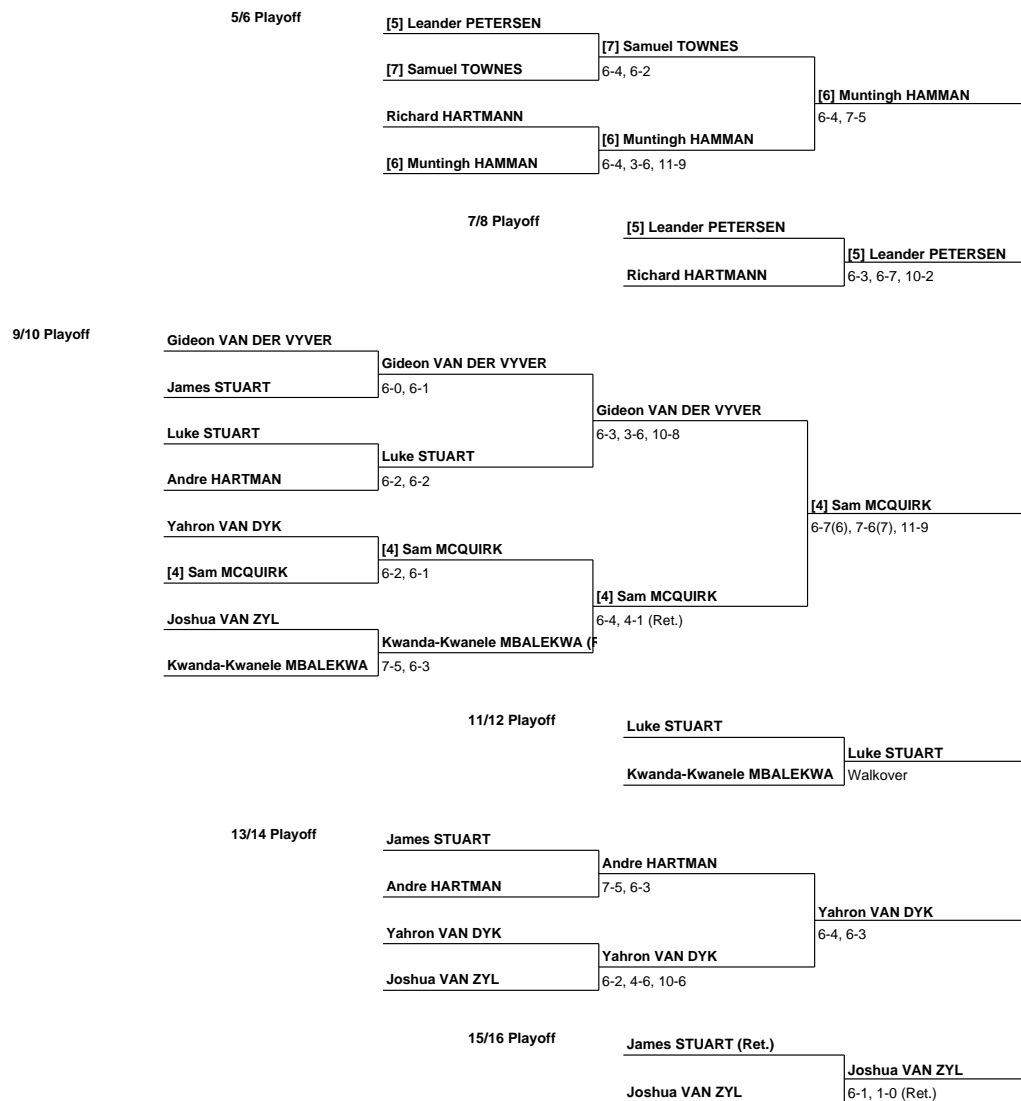 5/6 Playoff
[5] Leander PETERSEN
[7] Samuel TOWNES
[7] Samuel TOWNES
6-4, 6-2
[6] Muntingh HAMMAN
6-4, 7-5
Richard HARTMANN
[6] Muntingh HAMMAN
[6] Muntingh HAMMAN
6-4, 3-6, 11-9
7/8 Playoff
[5] Leander PETERSEN
[5] Leander PETERSEN
Richard HARTMANN
6-3, 6-7, 10-2
9/10 Playoff
Gideon VAN DER VYVER
Gideon VAN DER VYVER
James STUART
6-0, 6-1
Gideon VAN DER VYVER
6-3, 3-6, 10-8
Luke STUART
Luke STUART
Andre HARTMAN
6-2, 6-2
[4] Sam MCQUIRK
6-7(6), 7-6(7), 11-9
Yahron VAN DYK
[4] Sam MCQUIRK
[4] Sam MCQUIRK
6-2, 6-1
[4] Sam MCQUIRK
6-4, 4-1 (Ret.)
Joshua VAN ZYL
Kwanda-Kwanele MBALEKWA (
Kwanda-Kwanele MBALEKWA
7-5, 6-3
11/12 Playoff
Luke STUART
Luke STUART
Kwanda-Kwanele MBALEKWA
Walkover
13/14 Playoff
James STUART
Andre HARTMAN
Andre HARTMAN
7-5, 6-3
Yahron VAN DYK
6-4, 6-3
Yahron VAN DYK
Yahron VAN DYK
Joshua VAN ZYL
6-2, 4-6, 10-6
15/16 Playoff
James STUART (Ret.)
Joshua VAN ZYL
Joshua VAN ZYL
6-1, 1-0 (Ret.)